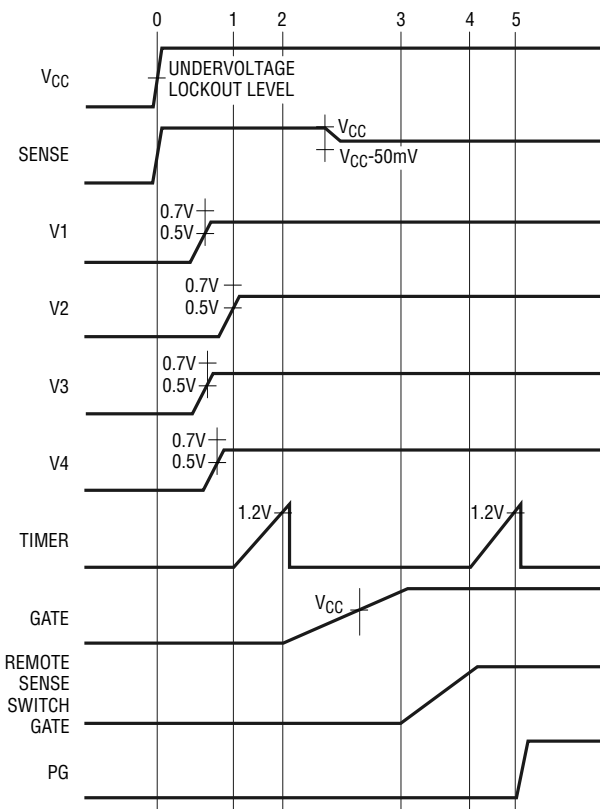 0 1 2 3 4 5
VCC
UNDERVOLTAGE
LOCKOUT LEVEL
SENSE
VCC
VCC-50mV
V1
0.7V
0.5V
V2
0.7V
0.5V
V3
0.7V
0.5V
V4
0.7V
0.5V
TIMER
1.2V 1.2V
GATE
VCC
REMOTE
SENSE
SWITCH
GATE
PG